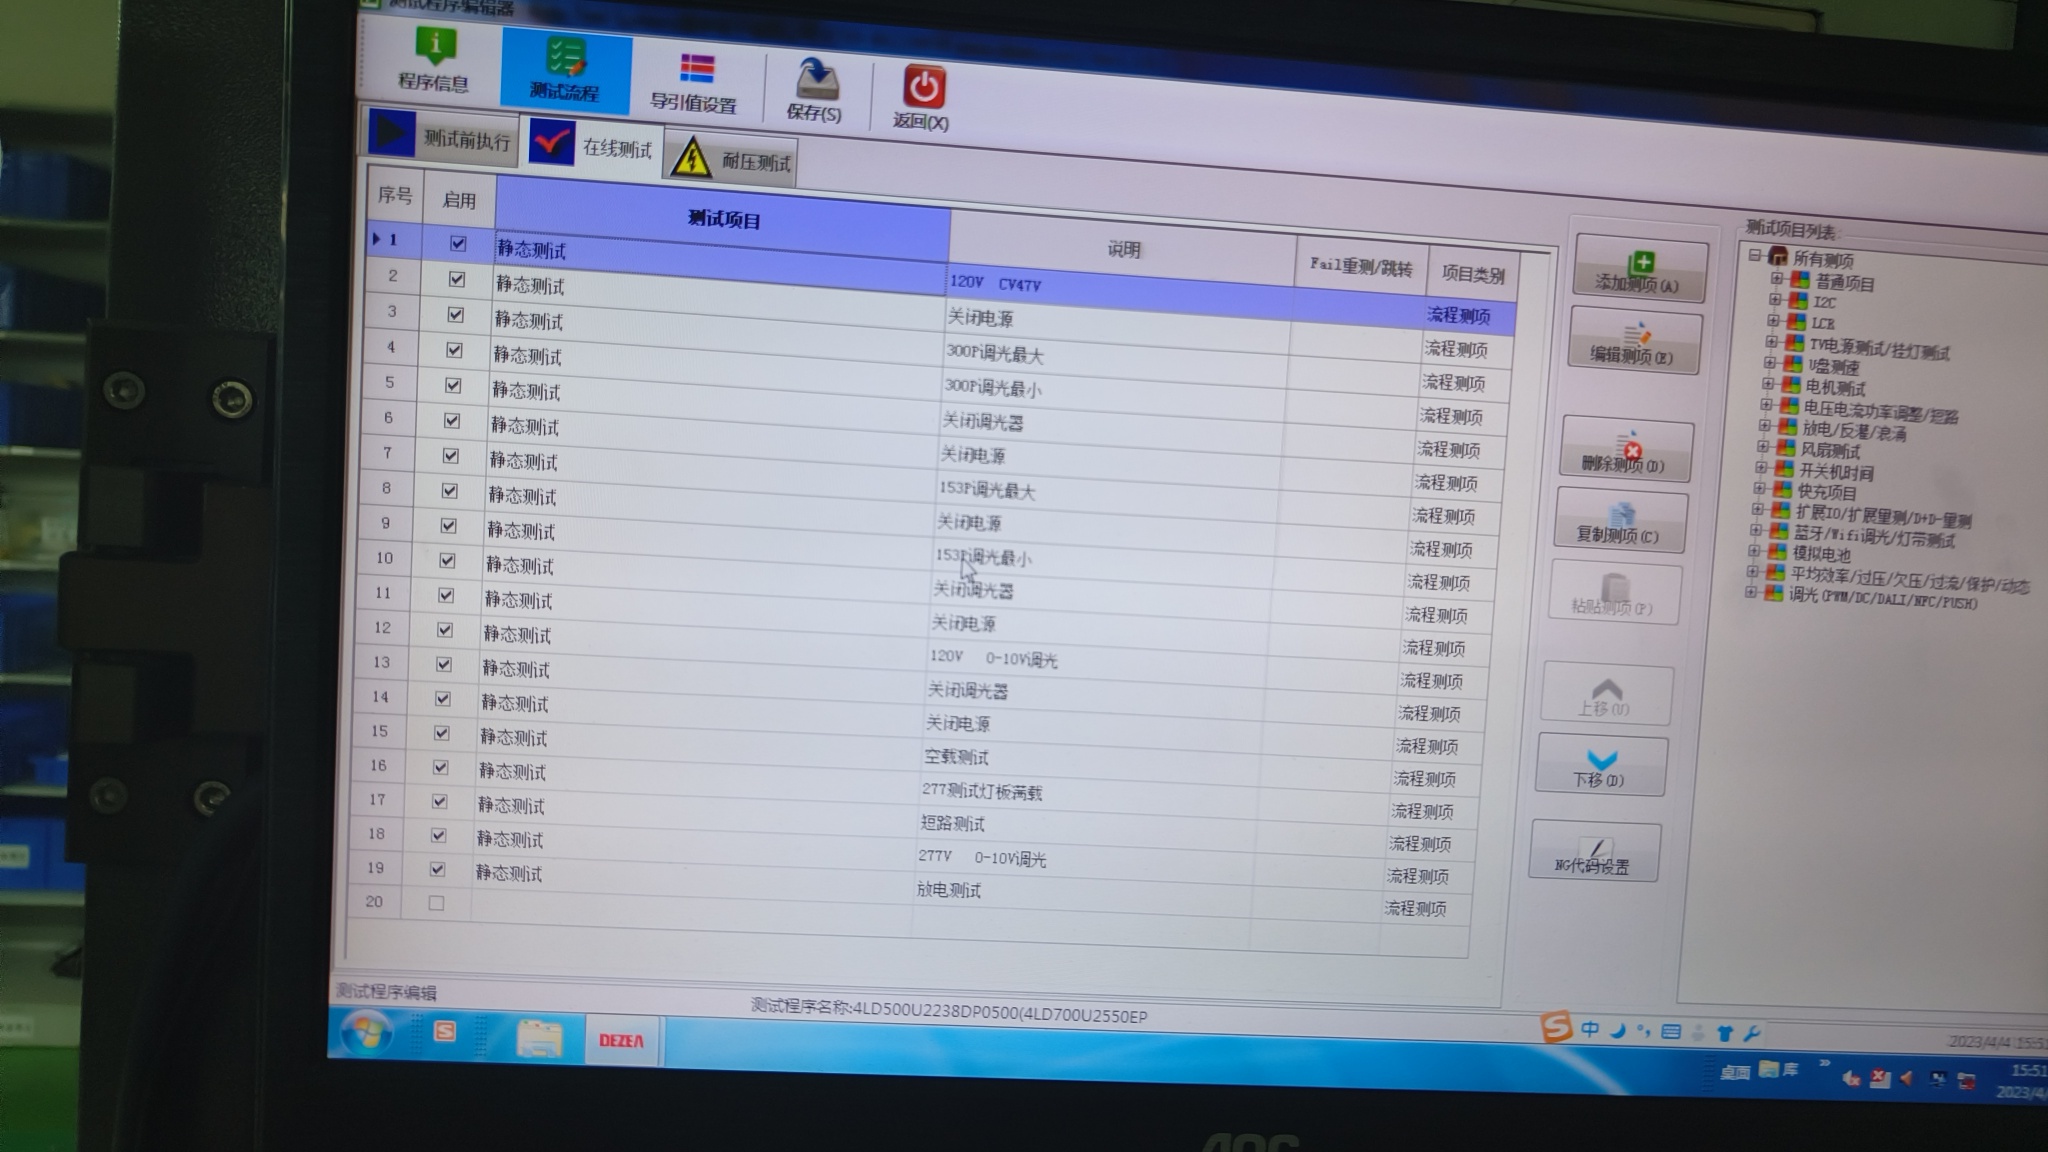 测试程序编辑器
程序信息
测试流程
导引值设置
保存(S)
返回(X)
测试前执行
在线测试
耐压测试
序号 启用 测试项目 说明 Fail重测/跳转 项目类别
1 静态测试 120V CV47V 流程测项
2 静态测试 关闭电源 流程测项
3 静态测试 300P调光最大 流程测项
4 静态测试 300P调光最小 流程测项
5 静态测试 关闭调光器 流程测项
6 静态测试 关闭电源 流程测项
7 静态测试 153P调光最大 流程测项
8 静态测试 关闭电源 流程测项
9 静态测试 153P调光最小 流程测项
10 静态测试 关闭调光器 流程测项
11 静态测试 关闭电源 流程测项
12 静态测试 120V 0-10V调光 流程测项
13 静态测试 关闭调光器 流程测项
14 静态测试 关闭电源 流程测项
15 静态测试 空载测试 流程测项
16 静态测试 277测试灯板满载 流程测项
17 静态测试 短路测试 流程测项
18 静态测试 277V 0-10V调光 流程测项
19 静态测试 放电测试 流程测项
20
添加测项(A)
编辑测项(E)
删除测项(D)
复制测项(C)
粘贴测项(P)
上移(U)
下移(D)
NG代码设置
测试项目列表:
所有测项
普通项目
I2C
LCR
TV电源测试/挂灯测试
U盘测速
电机测试
电压电流功率调整/短路
放电/反灌/浪涌
风扇测试
开关机时间
快充项目
扩展IO/扩展量测/D+D-量测
蓝牙/Wifi调光/灯带测试
模拟电池
平均效率/过压/欠压/过流/保护/动态
调光(PWM/DC/DALI/NFC/PUSH)
测试程序编辑
测试程序名称:4LD500U2238DP0500(4LD700U2550EP
2023/4/4 15:51
DEZEA
中
桌面
库
15:51
2023/4/
AOC